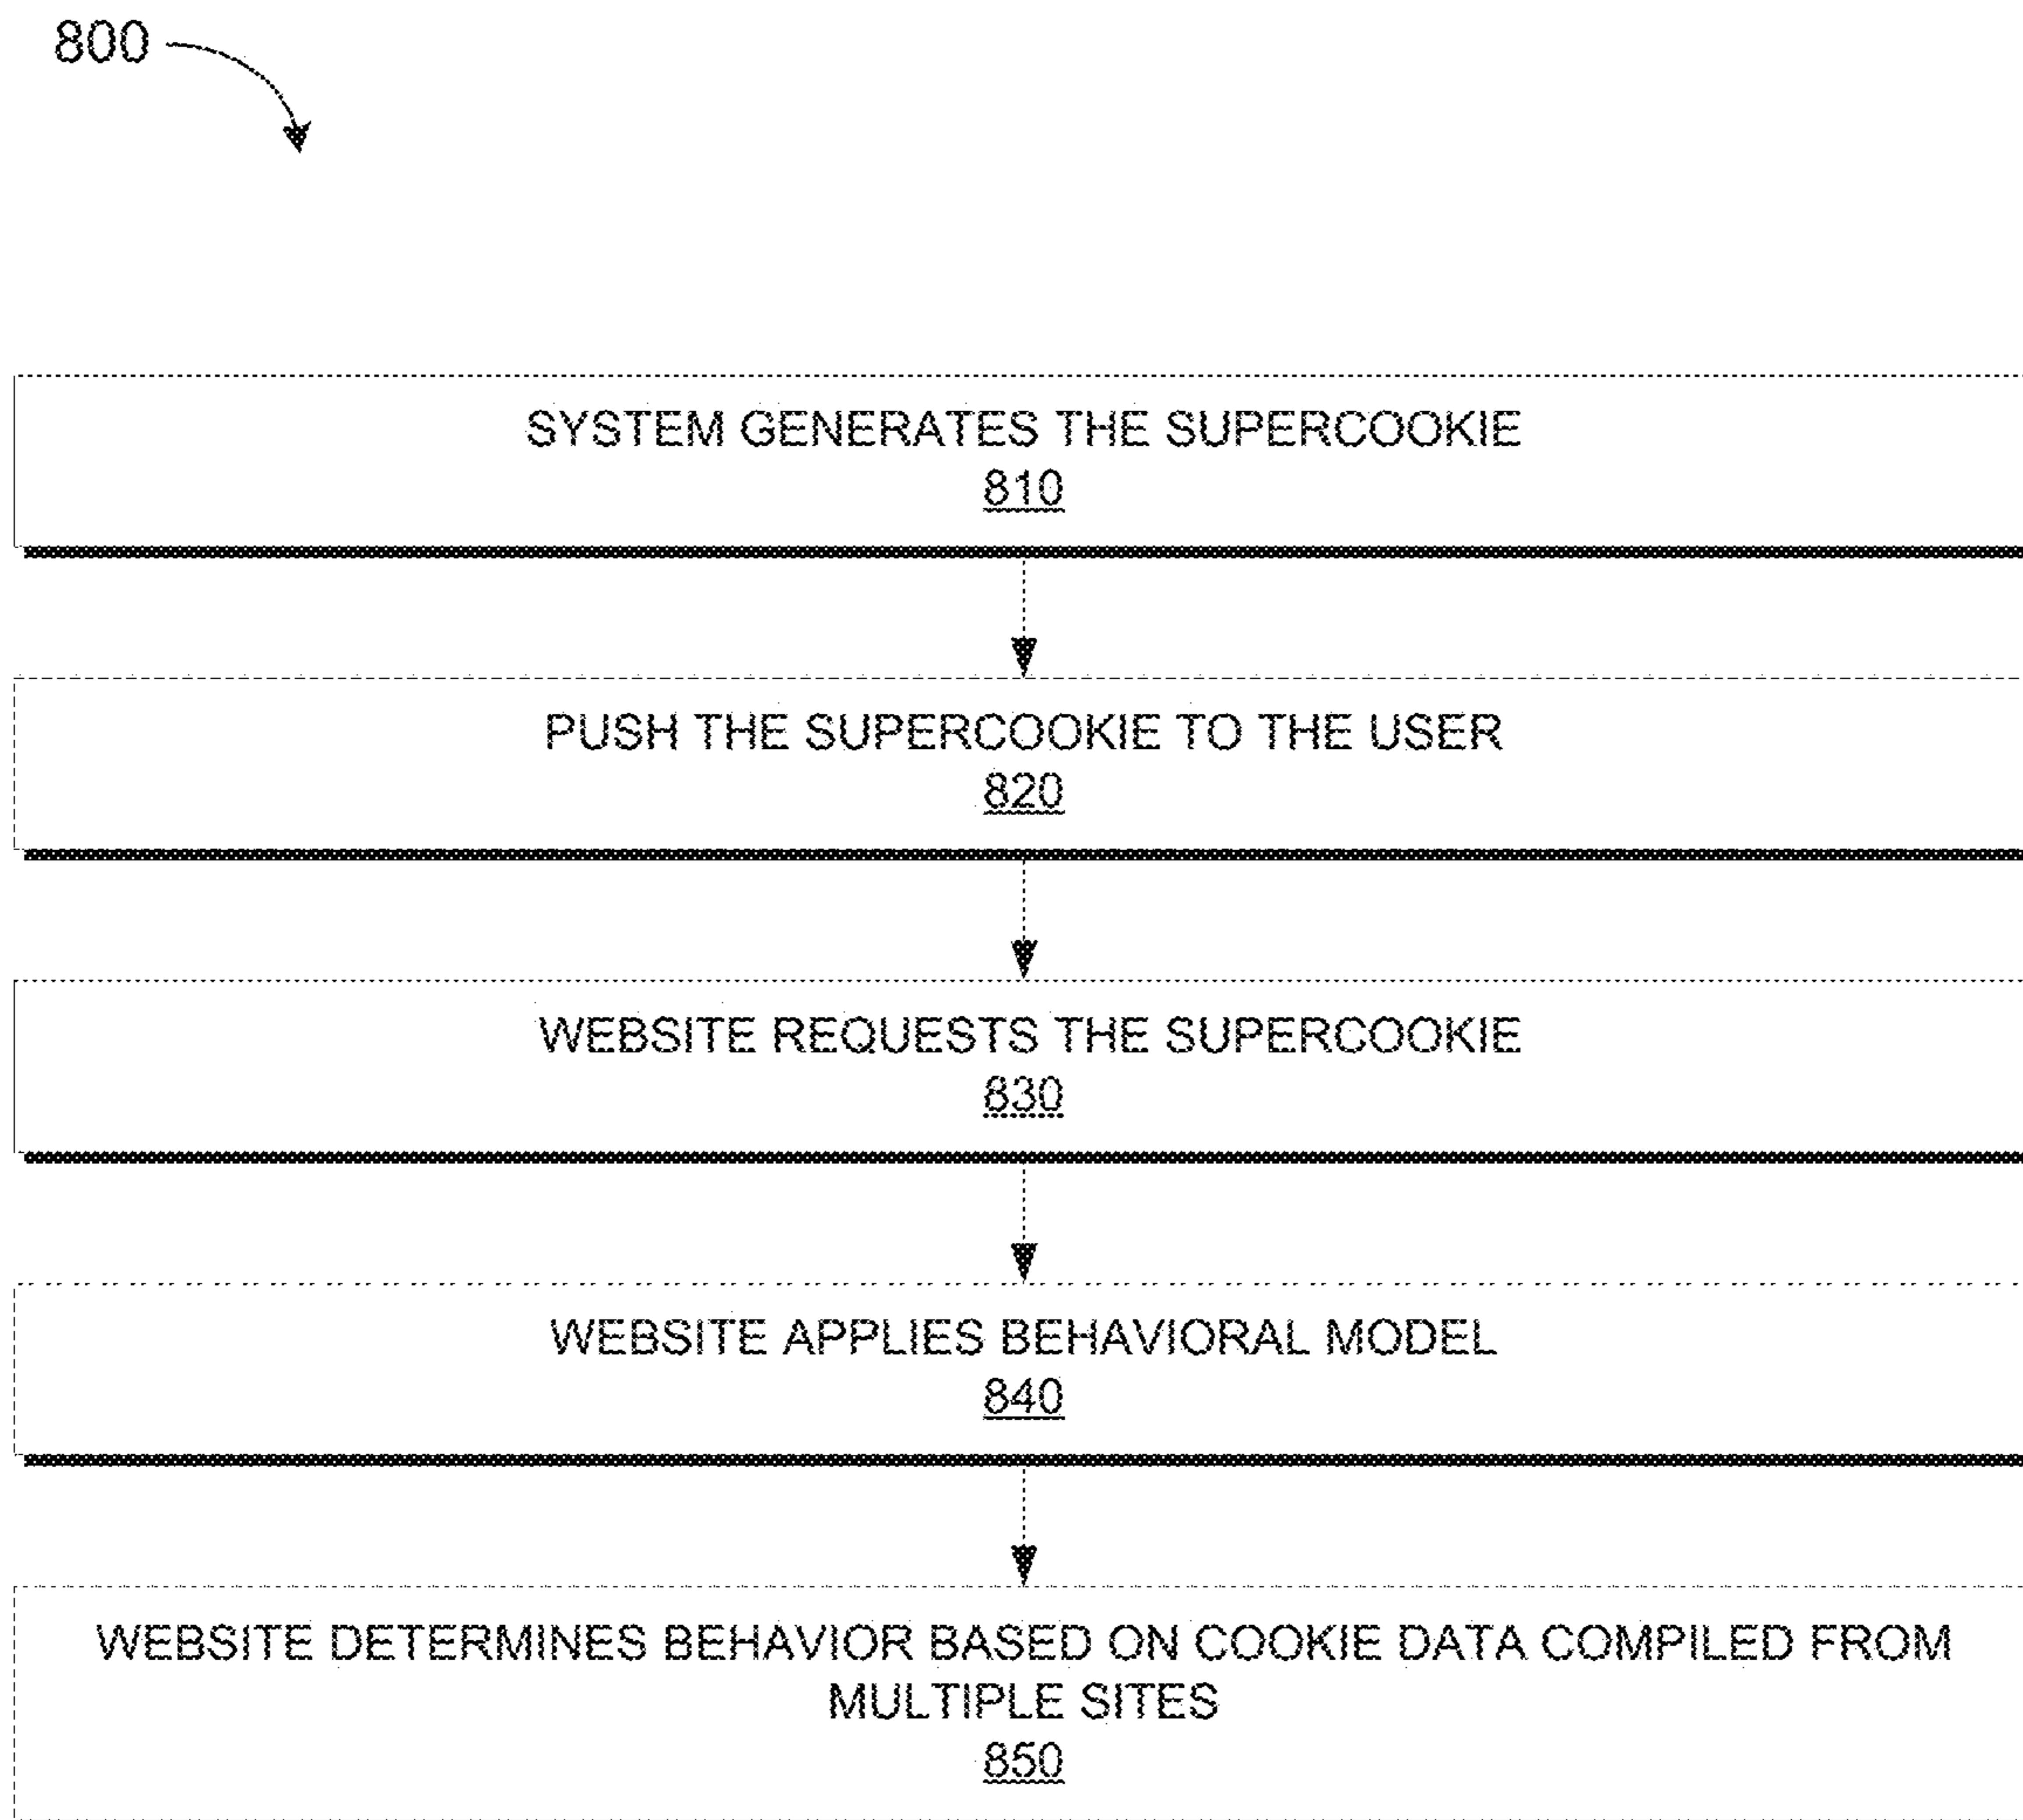 800
SYSTEM GENERATES THE SUPERCOOKIE
810
PUSH THE SUPERCOOKIE TO THE USER
820
WEBSITE REQUESTS THE SUPERCOOKIE
830
WEBSITE APPLIES BEHAVIORAL MODEL
840
WEBSITE DETERMINES BEHAVIOR BASED ON COOKIE DATA COMPILED FROM
MULTIPLE SITES
850